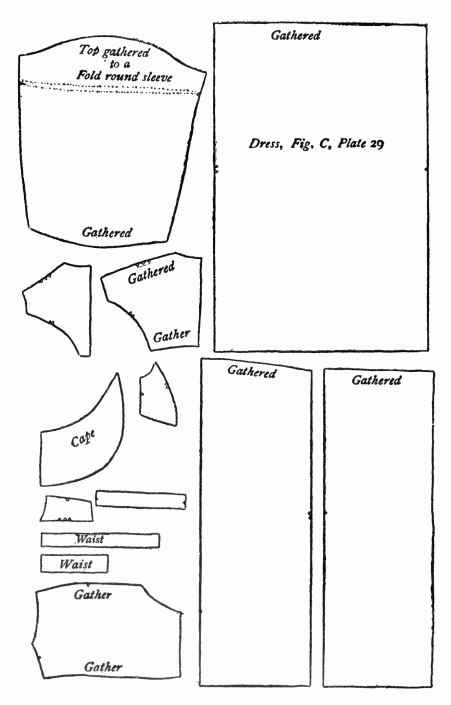 Top gathered
to a
Fold round sleeve
Gathered
Gathered
Dress, Fig. C, Plate 29
Gathered
Gather
Gathered
Gathered
Cape
Waist
Waist
Gather
Gather